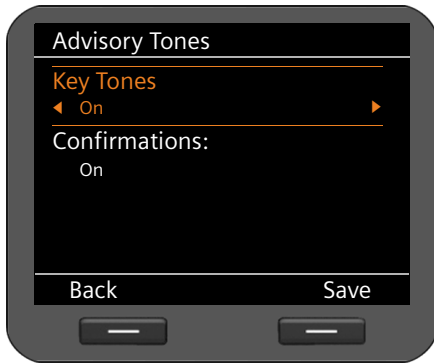 Advisory Tones
Key Tones
On
Confirmations:
On
Back Save